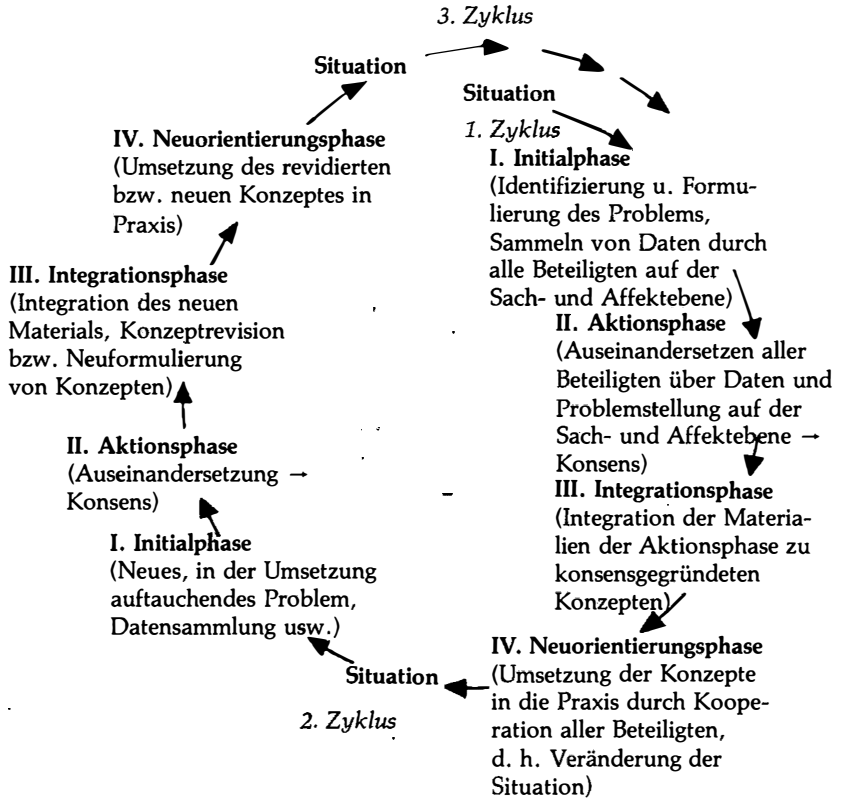 3. Zyklus
Situation
Situation
1. Zyklus
I. Initialphase
(Identifizierung u. Formu-
lierung des Problems,
Sammeln von Daten durch
alle Beteiligten auf der
Sach- und Affektebene)
II. Aktionsphase
(Auseinandersetzen aller
Beteiligten über Daten und
Problemstellung auf der
Sach- und Affektebene →
Konsens)
III. Integrationsphase
(Integration der Materia-
lien der Aktionsphase zu
konsensgegründeten
Konzepten)
IV. Neuorientierungsphase
(Umsetzung der Konzepte
in die Praxis durch Koope-
ration aller Beteiligten,
d. h. Veränderung der
Situation)
Situation
2. Zyklus
I. Initialphase
(Neues, in der Umsetzung
auftauchendes Problem,
Datensammlung usw.)
II. Aktionsphase
(Auseinandersetzung →
Konsens)
III. Integrationsphase
(Integration des neuen
Materials, Konzeptrevision
bzw. Neuformulierung
von Konzepten)
IV. Neuorientierungsphase
(Umsetzung des revidierten
bzw. neuen Konzeptes in
Praxis)